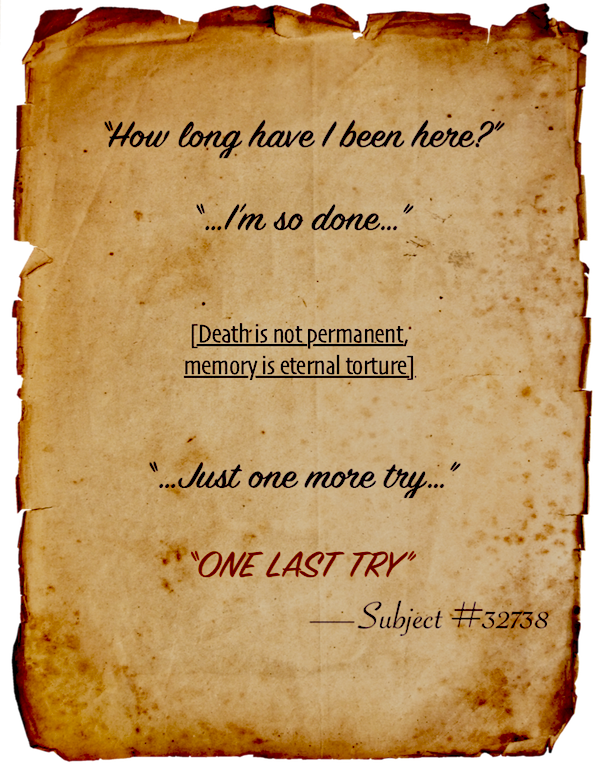 "How long have I been here?"
"...I'm so done..."
[Death is not permanent,
memory is eternal torture]
"...Just one more try..."
"ONE LAST TRY"
—Subject #32738